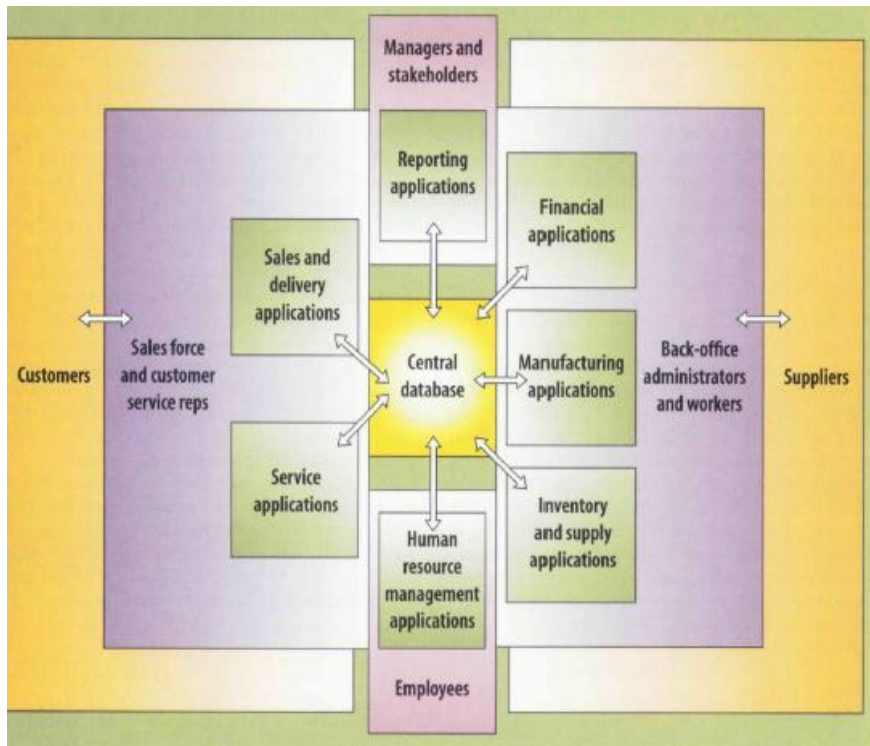 Managers and
stakeholders
Reporting
applications
Financial
applications
Sales and
delivery
applications
Customers
Sales force
and customer
service reps
Central
database
Manufacturing
applications
Back-office
administrators
and workers
Suppliers
Service
applications
Inventory
and supply
applications
Human
resource
management
applications
Employees